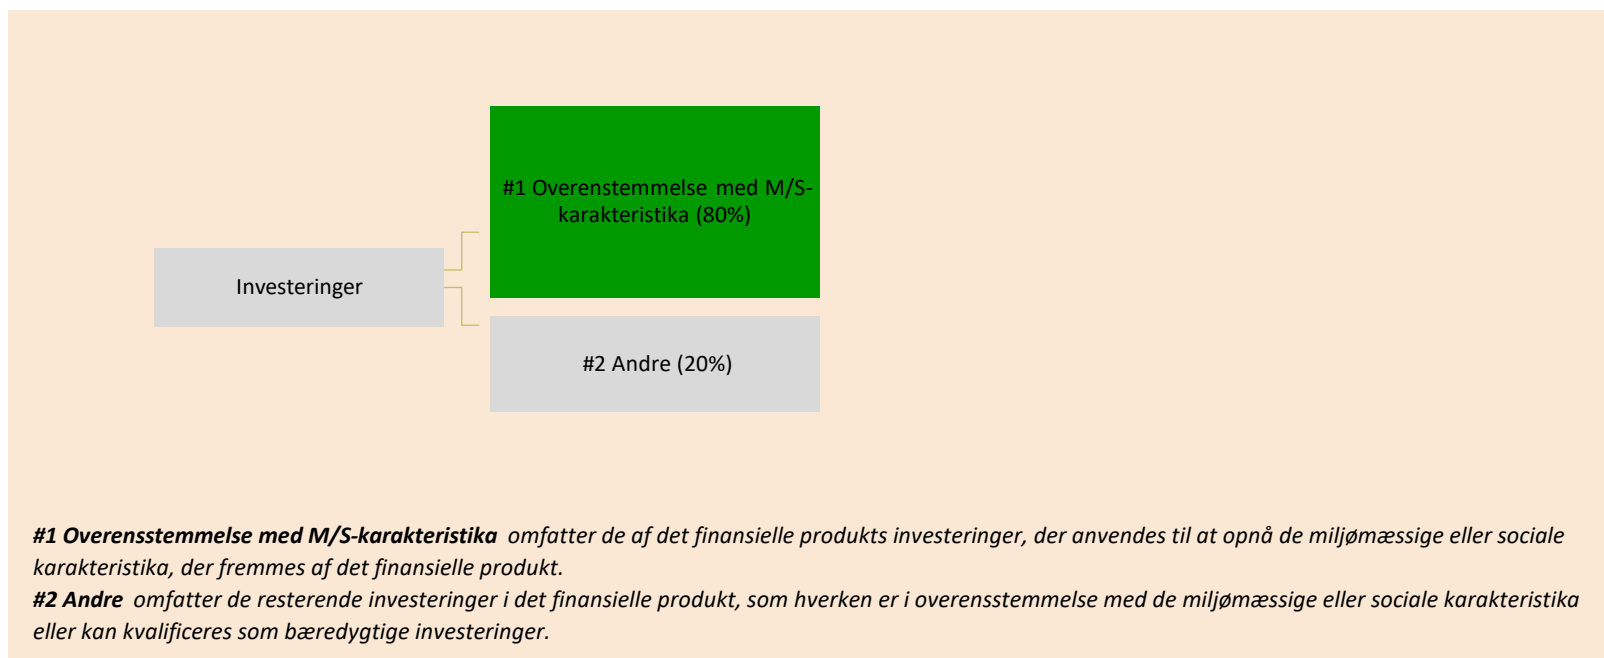 #1 Overenstemmelse med M/S-
karakteristika (80%)
Investeringer
#2 Andre (20%)
#1 Overensstemmelse med M/S-karakteristika omfatter de af det finansielle produkts investeringer, der anvendes til at opnå de miljømæssige eller sociale
karakteristika, der fremmes af det finansielle produkt.
#2 Andre omfatter de resterende investeringer i det finansielle produkt, som hverken er i overensstemmelse med de miljømæssige eller sociale karakteristika
eller kan kvalificeres som bæredygtige investeringer.